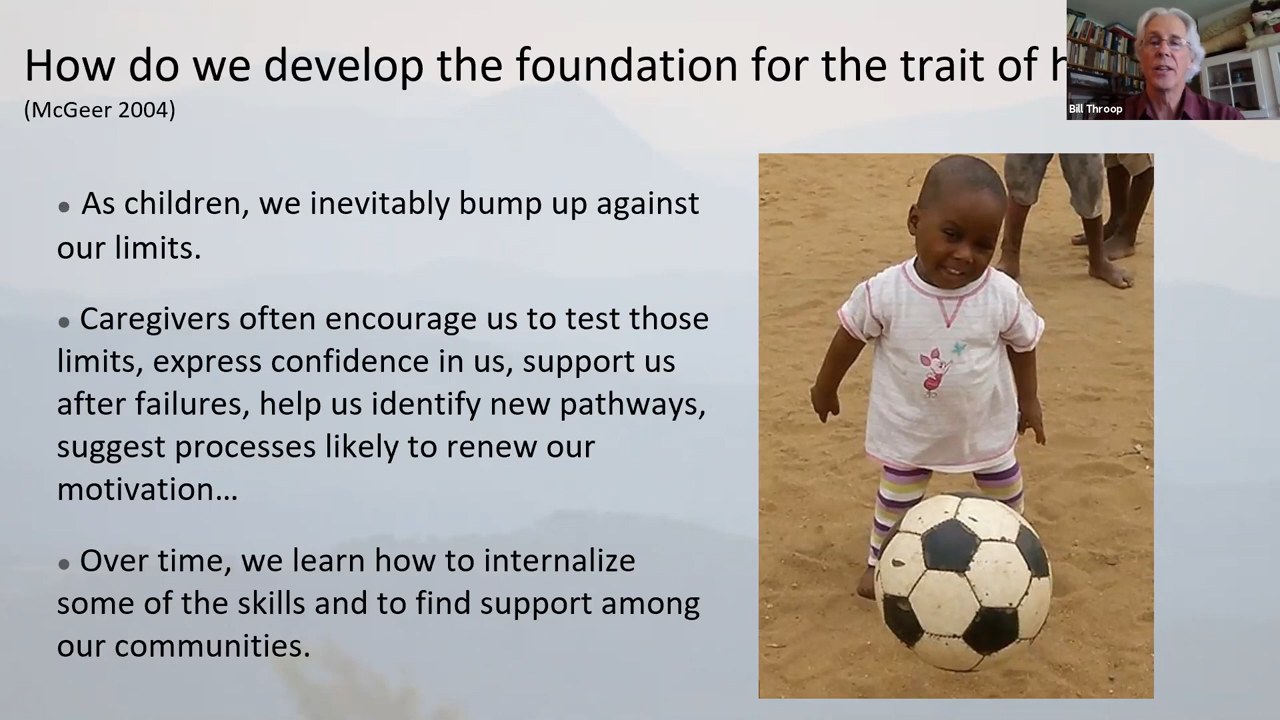 How do we develop the foundation for the trait of
(McGeer 2004)
Bill Throop
• As children, we inevitably bump up against
our limits.
• Caregivers often encourage us to test those
limits, express confidence in us, support us
after failures, help us identify new pathways,
suggest processes likely to renew our
motivation…
• Over time, we learn how to internalize
some of the skills and to find support among
our communities.